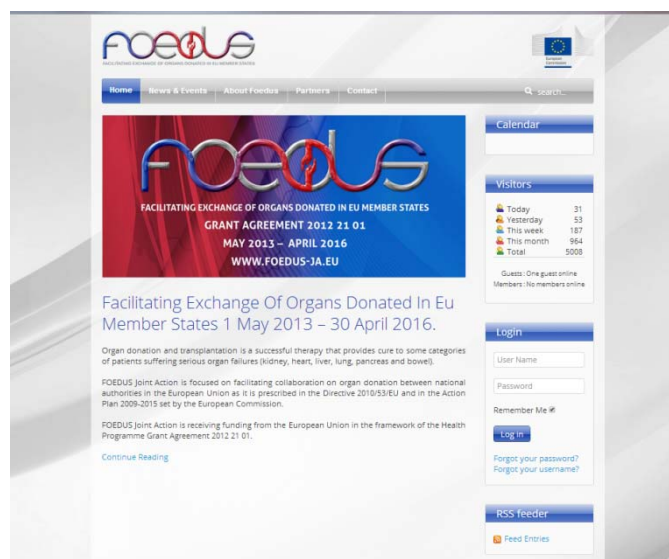 FOEDUS
FACILITATING EXCHANGE OF ORGANS DONATED IN EU MEMBER STATES
European
Commission
Home
News & Events
About Foedus
Partners
Contact
search...
FOEDUS
FACILITATING EXCHANGE OF ORGANS DONATED IN EU MEMBER STATES
GRANT AGREEMENT 2012 21 01
MAY 2013 – APRIL 2016
WWW.FOEDUS-JA.EU
Facilitating Exchange Of Organs Donated In Eu
Member States 1 May 2013 – 30 April 2016.
Organ donation and transplantation is a successful therapy that provides cure to some categories
of patients suffering serious organ failures (kidney, heart, liver, lung, pancreas and bowel).
FOEDUS Joint Action is focused on facilitating collaboration on organ donation between national
authorities in the European Union as it is prescribed in the Directive 2010/53/EU and in the Action
Plan 2009-2015 set by the European Commission.
FOEDUS Joint Action is receiving funding from the European Union in the framework of the Health
Programme Grant Agreement 2012 21 01.
Continue Reading
Calendar
Visitors
Today 31
Yesterday 53
This week 187
This month 964
Total 5008
Guests : One guest online
Members : No members online
Login
User Name
Password
Remember Me
Log in
Forgot your password?
Forgot your username?
RSS feeder
Feed Entries